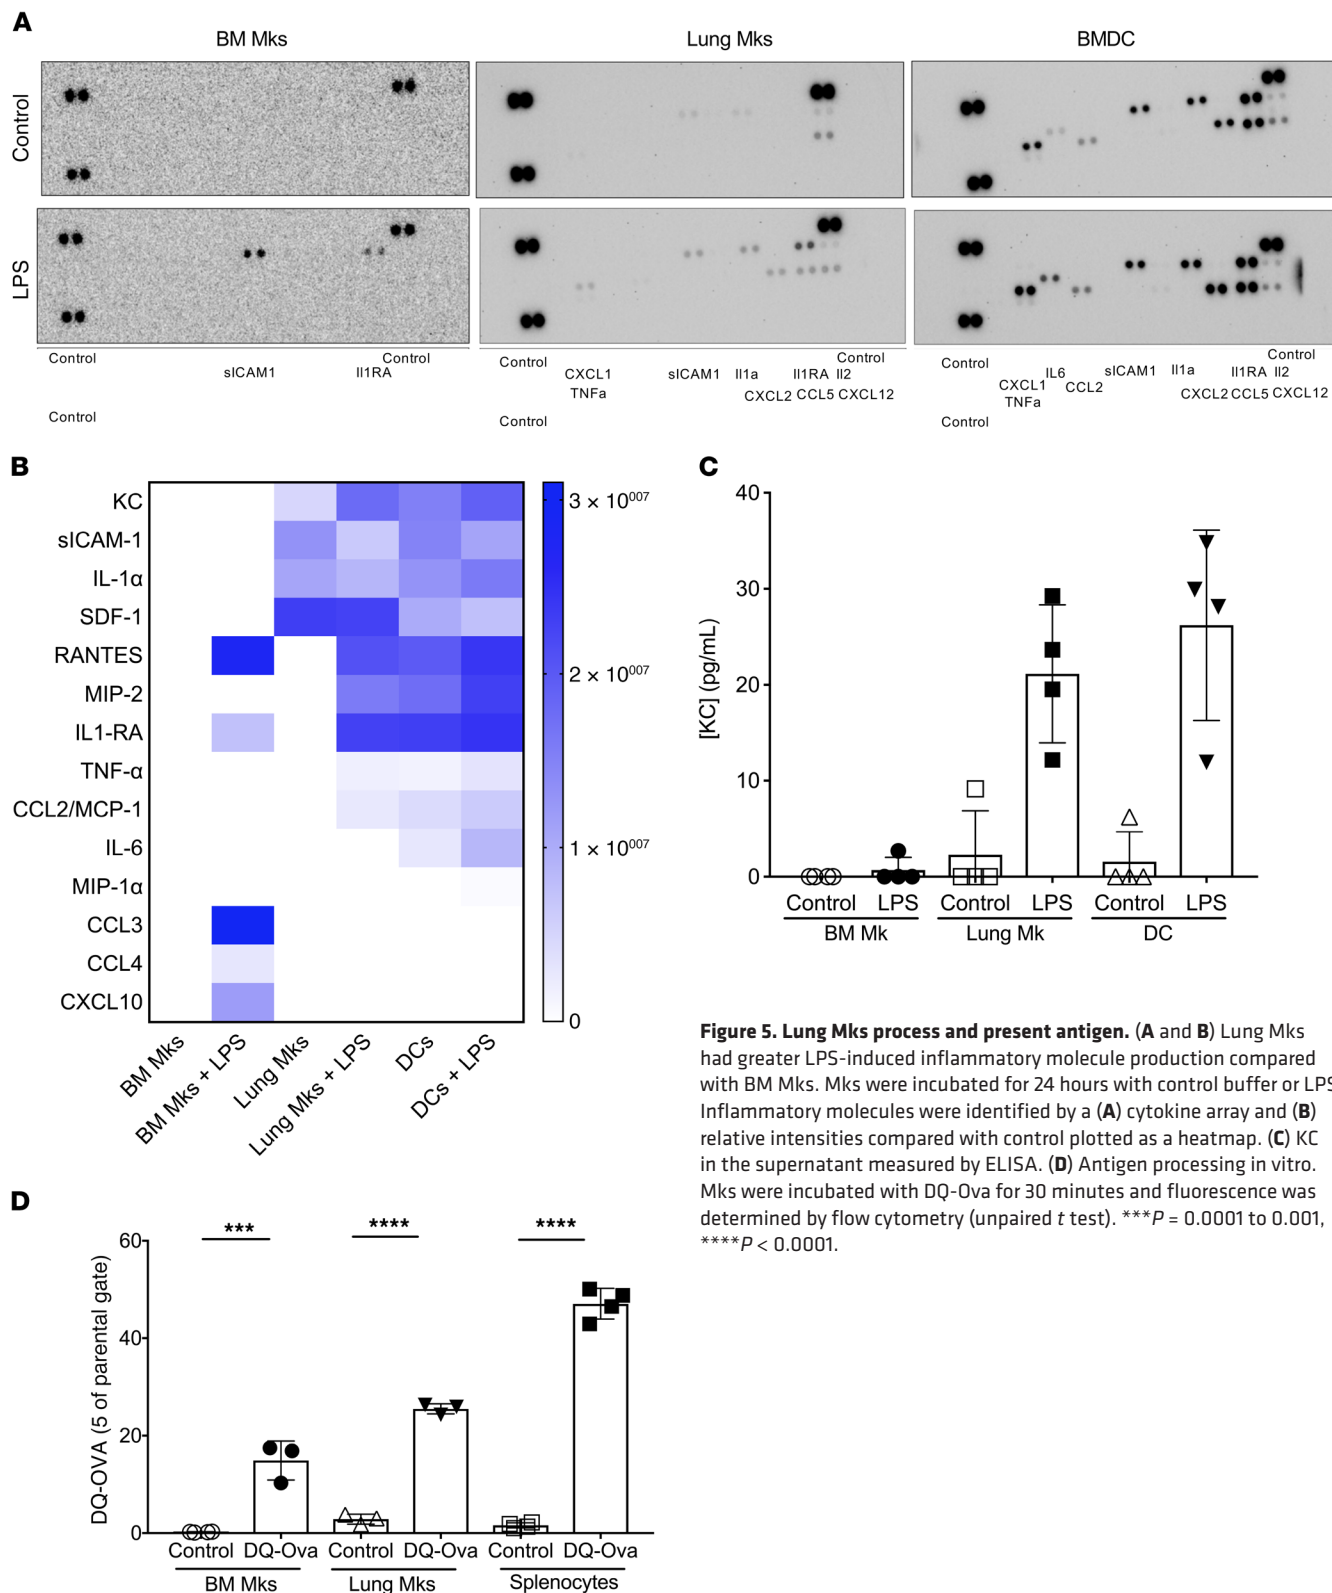 A
BM Mks
Lung Mks
BMDC
Control
LPS
Control
sICAM1
Il1RA
Control
Control
Control
CXCL1
TNFa
sICAM1
Il1a
CXCL2
Il1RA
CCL5
Il2
CXCL12
Control
Control
Control
CXCL1
TNFa
IL6
CCL2
sICAM1
Il1a
CXCL2
Il1RA
CCL5
Il2
CXCL12
Control
Control
B
KC
sICAM-1
IL-1α
SDF-1
RANTES
MIP-2
IL1-RA
TNF-α
CCL2/MCP-1
IL-6
MIP-1α
CCL3
CCL4
CXCL10
BM Mks
BM Mks + LPS
Lung Mks
Lung Mks + LPS
DCs
DCs + LPS
3 × 10⁰⁰⁷
2 × 10⁰⁰⁷
1 × 10⁰⁰⁷
0
C
[KC] (pg/mL)
40
30
20
10
0
Control LPS Control LPS Control LPS
BM Mk Lung Mk DC
Figure 5. Lung Mks process and present antigen. (A and B) Lung Mks
had greater LPS-induced inflammatory molecule production compared
with BM Mks. Mks were incubated for 24 hours with control buffer or LPS
Inflammatory molecules were identified by a (A) cytokine array and (B)
relative intensities compared with control plotted as a heatmap. (C) KC
in the supernatant measured by ELISA. (D) Antigen processing in vitro.
Mks were incubated with DQ-Ova for 30 minutes and fluorescence was
determined by flow cytometry (unpaired t test). ***P = 0.0001 to 0.001,
****P < 0.0001.
D
DQ-OVA (5 of parental gate)
60
40
20
0
*** **** ****
Control DQ-Ova Control DQ-Ova Control DQ-Ova
BM Mks Lung Mks Splenocytes